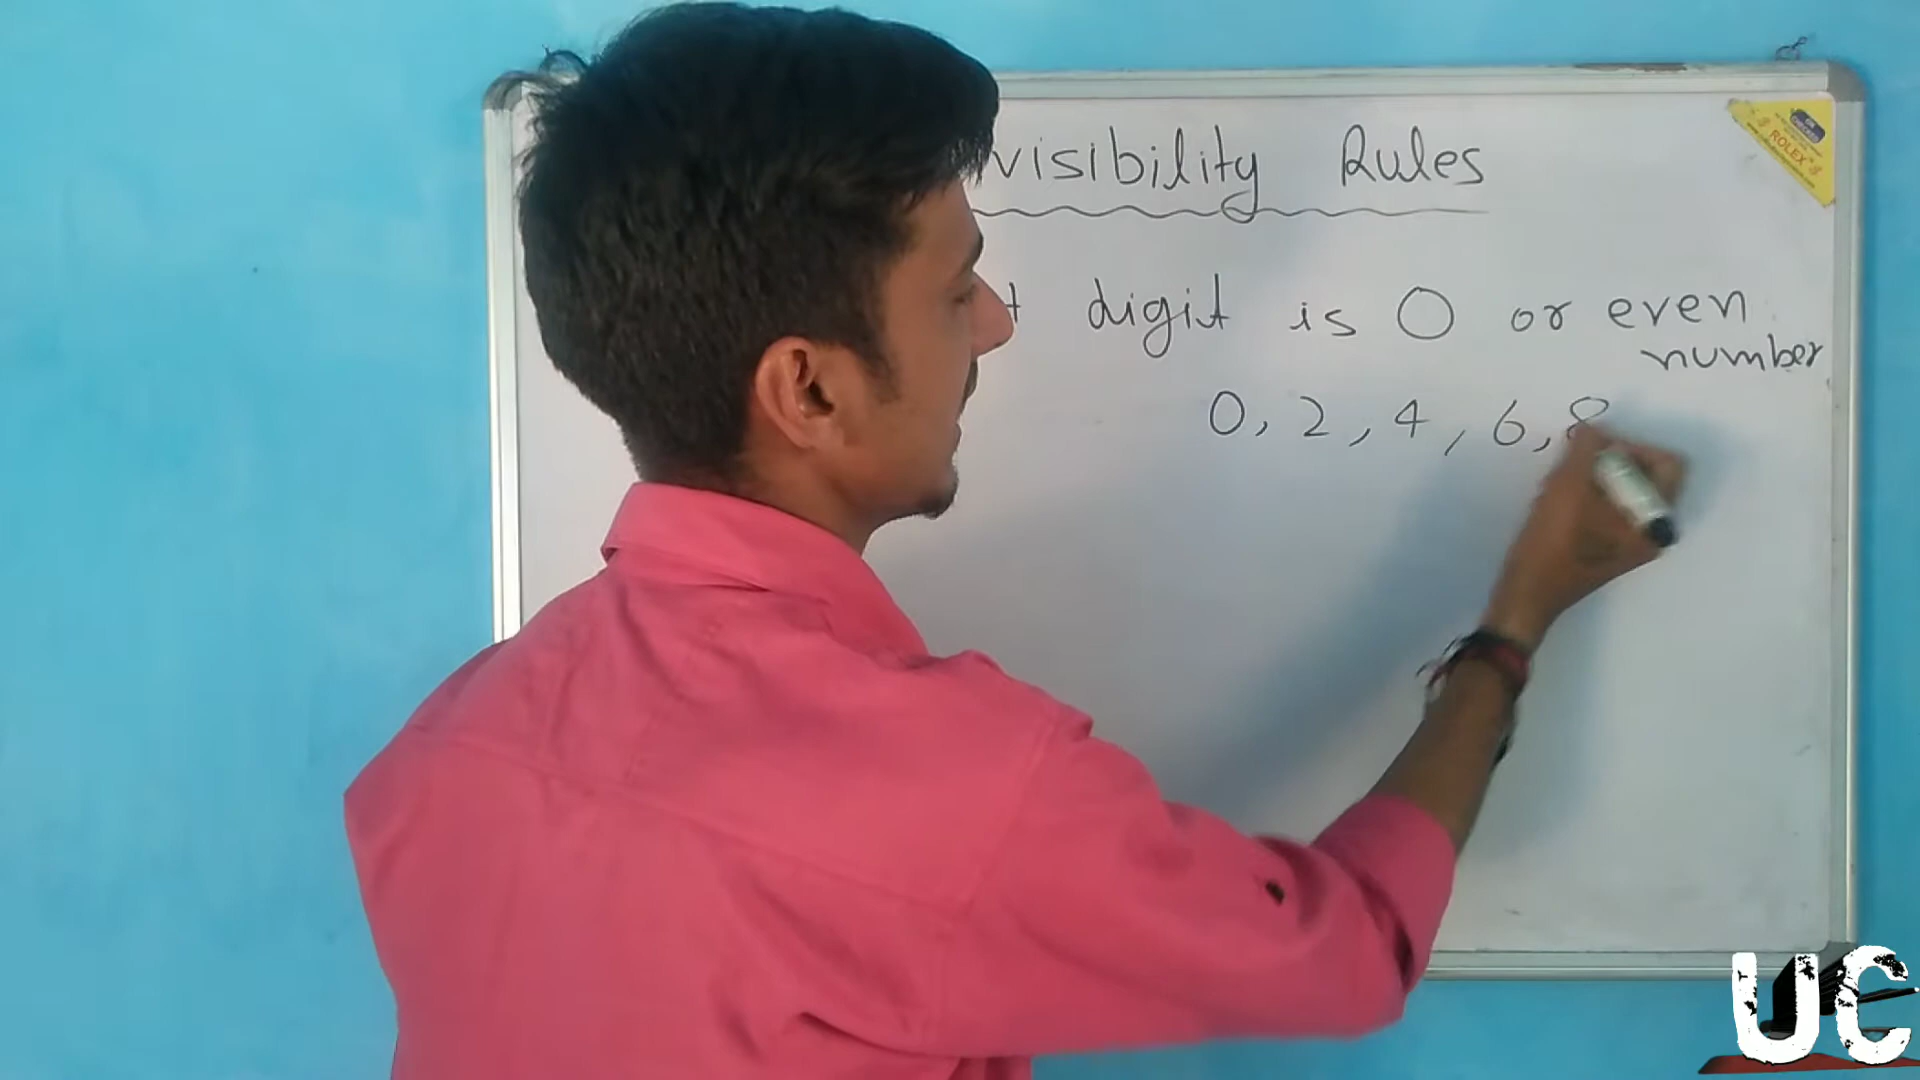 visibility Rules
t digit is 0 or even
number
0, 2, 4, 6, 8
ROLEX
UC